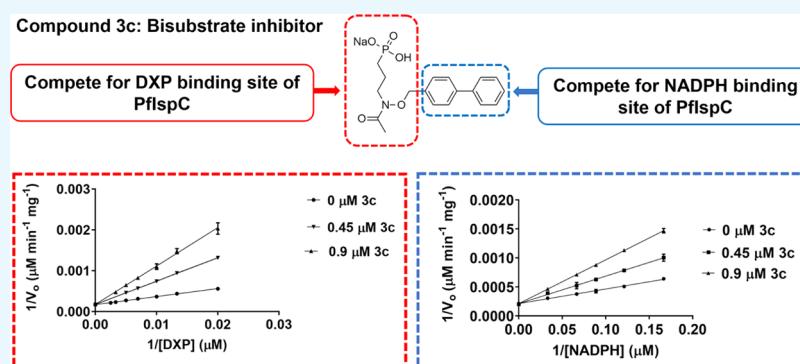 Compound 3c: Bisubstrate inhibitor
Compete for DXP binding site of
PfIspC
NaO
O
P
OH
N
O
O
Compete for NADPH binding
site of PfIspC
1/Vo (μM min-1 mg-1)
0.003
0.002
0.001
0.000
0.00
0.01
0.02
0.03
1/[DXP] (μM)
0 μM 3c
0.45 μM 3c
0.9 μM 3c
1/Vo (μM min-1 mg-1)
0.0020
0.0015
0.0010
0.0005
0.0000
0.00
0.05
0.10
0.15
0.20
1/[NADPH] (μM)
0 μM 3c
0.45 μM 3c
0.9 μM 3c